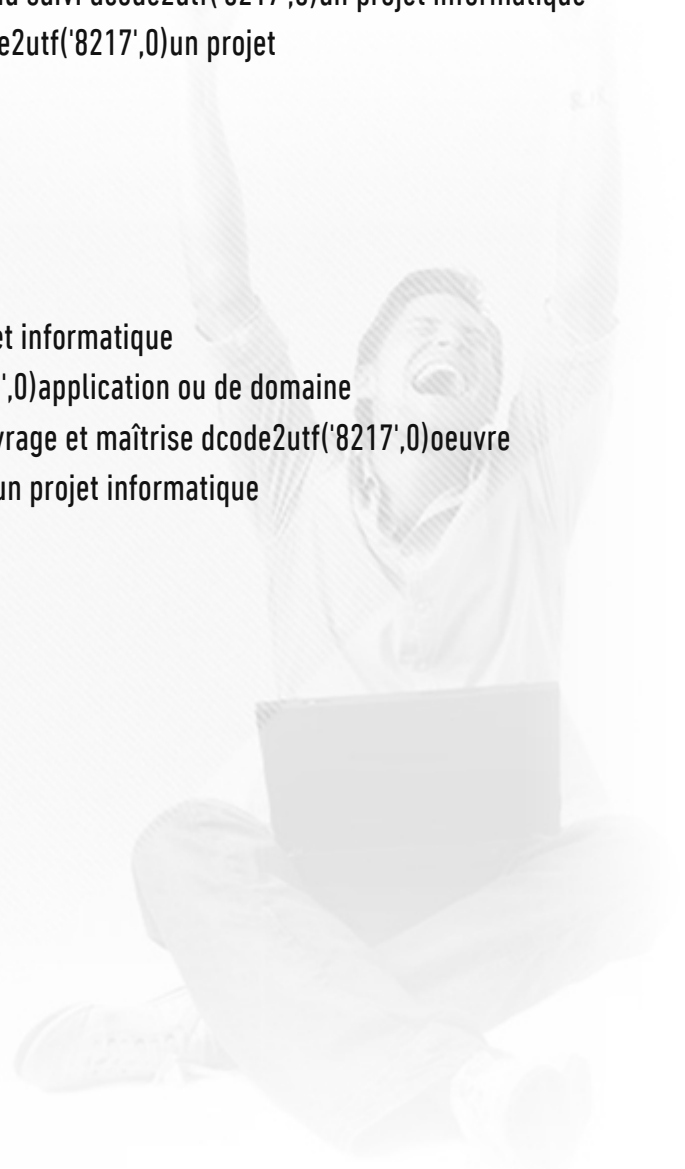 suivi dcode2utf('8217',0)un projet informatique
e2utf('8217',0)un projet
et informatique
',0)application ou de domaine
vrage et maîtrise dcode2utf('8217',0)oeuvre
un projet informatique